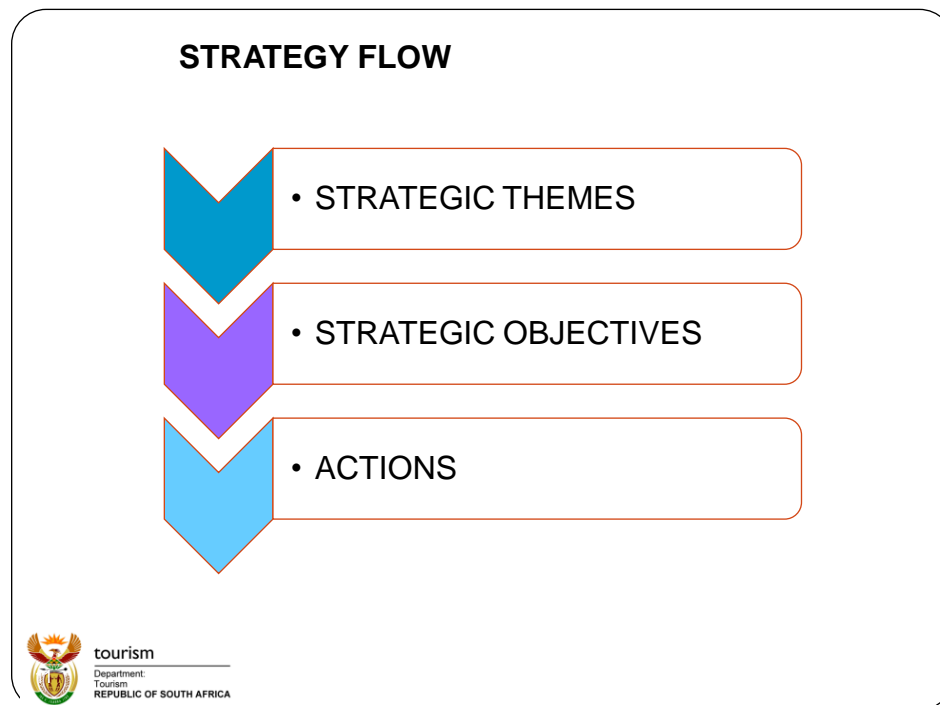 STRATEGY FLOW
• STRATEGIC THEMES
• STRATEGIC OBJECTIVES
• ACTIONS
tourism
Department:
Tourism
REPUBLIC OF SOUTH AFRICA